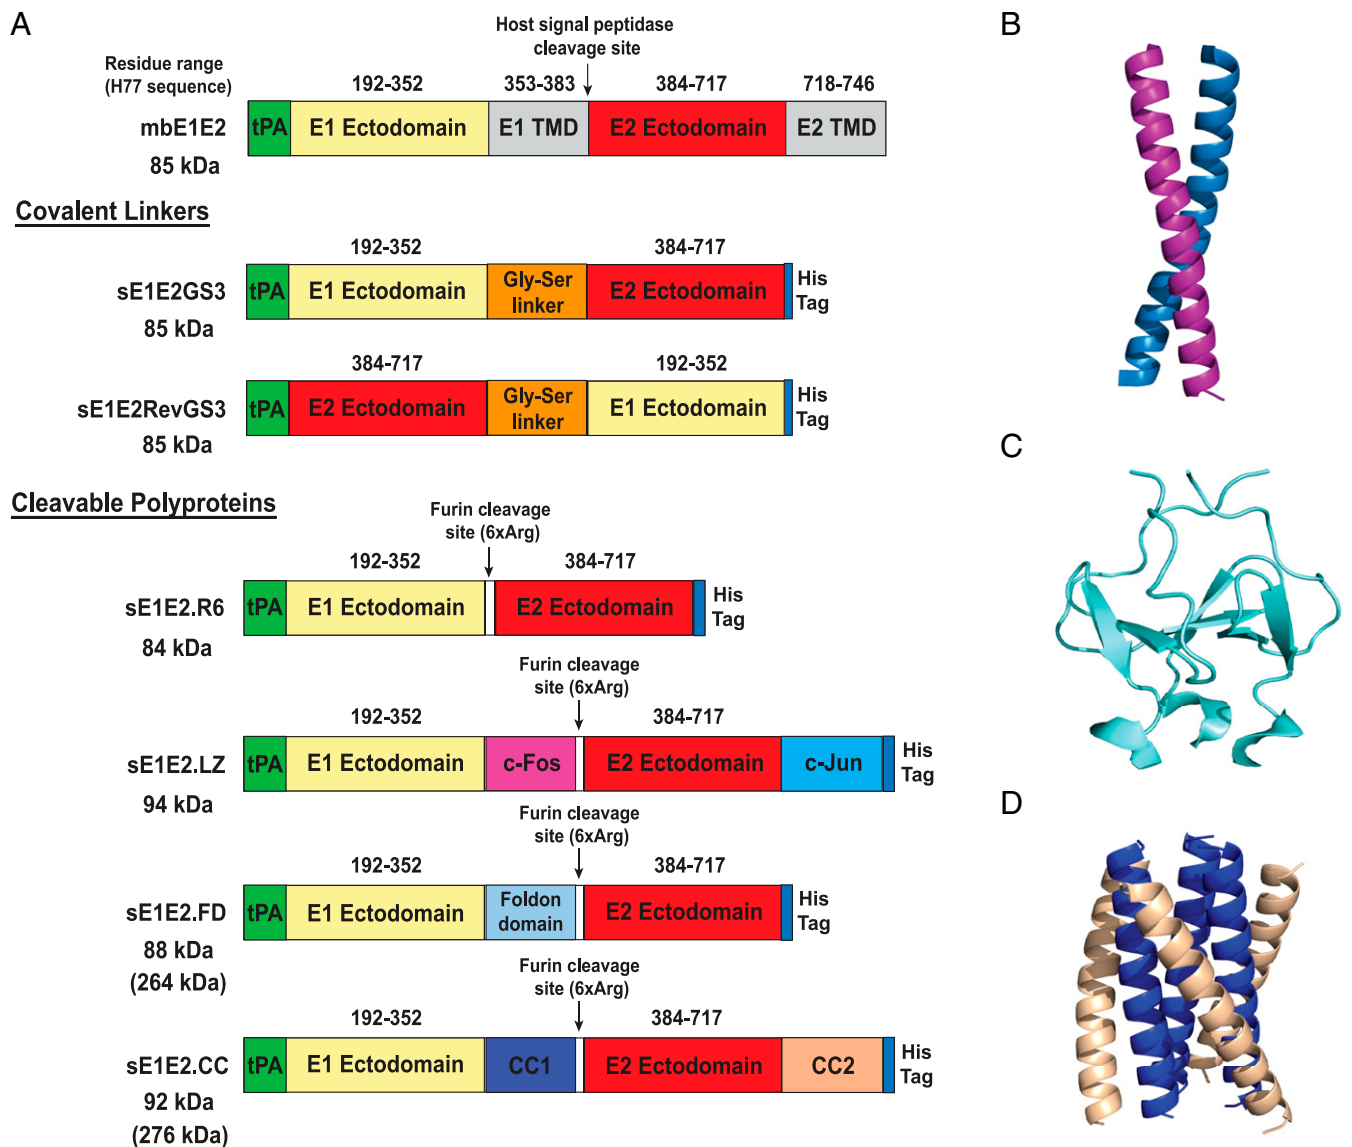 A
Host signal peptidase
cleavage site
Residue range
(H77 sequence)
192-352
353-383
384-717
718-746
mbE1E2
85 kDa
tPA
E1 Ectodomain
E1 TMD
E2 Ectodomain
E2 TMD
Covalent Linkers
192-352
384-717
sE1E2GS3
85 kDa
tPA
E1 Ectodomain
Gly-Ser
linker
E2 Ectodomain
His
Tag
384-717
192-352
sE1E2RevGS3
85 kDa
tPA
E2 Ectodomain
Gly-Ser
linker
E1 Ectodomain
His
Tag
Cleavable Polyproteins
Furin cleavage
site (6xArg)
192-352
384-717
sE1E2.R6
84 kDa
tPA
E1 Ectodomain
E2 Ectodomain
His
Tag
Furin cleavage
site (6xArg)
192-352
384-717
sE1E2.LZ
94 kDa
tPA
E1 Ectodomain
c-Fos
E2 Ectodomain
c-Jun
His
Tag
Furin cleavage
site (6xArg)
192-352
384-717
sE1E2.FD
88 kDa
(264 kDa)
tPA
E1 Ectodomain
Foldon
domain
E2 Ectodomain
His
Tag
Furin cleavage
site (6xArg)
192-352
384-717
sE1E2.CC
92 kDa
(276 kDa)
tPA
E1 Ectodomain
CC1
E2 Ectodomain
CC2
His
Tag
B
C
D